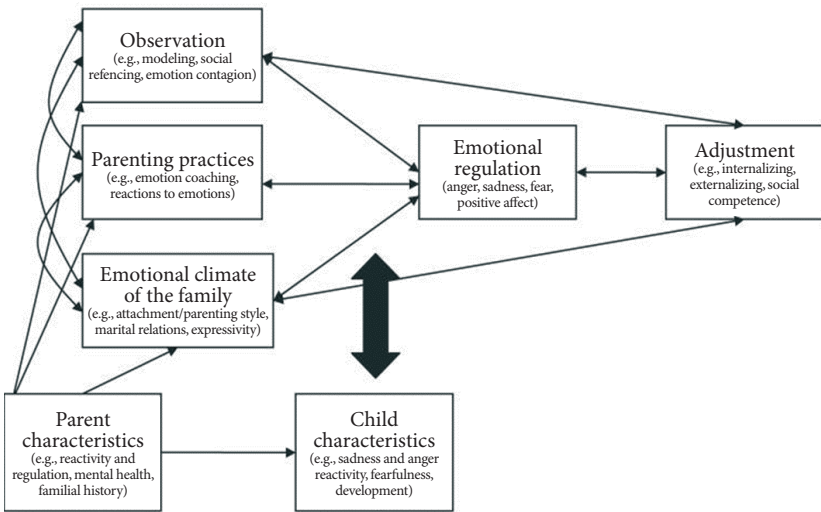 Observation
(e.g., modeling, social
refencing, emotion contagion)
Parenting practices
(e.g., emotion coaching,
reactions to emotions)
Emotional climate
of the family
(e.g., attachment/parenting style,
marital relations, expressivity)
Emotional
regulation
(anger, sadness, fear,
positive affect)
Adjustment
(e.g., internalizing,
externalizing, social
competence)
Parent
characteristics
(e.g., reactivity and
regulation, mental health,
familial history)
Child
characteristics
(e.g., sadness and anger
reactivity, fearfulness,
development)